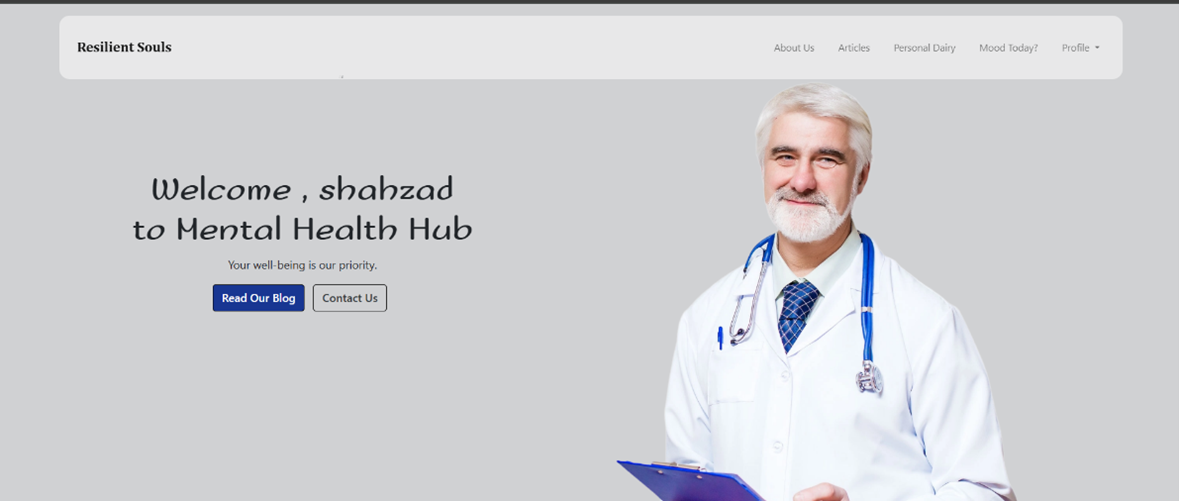 Resilient Souls
About Us Articles Personal Dairy Mood Today? Profile
Welcome , shahzad
to Mental Health Hub
Your well-being is our priority.
Read Our Blog Contact Us